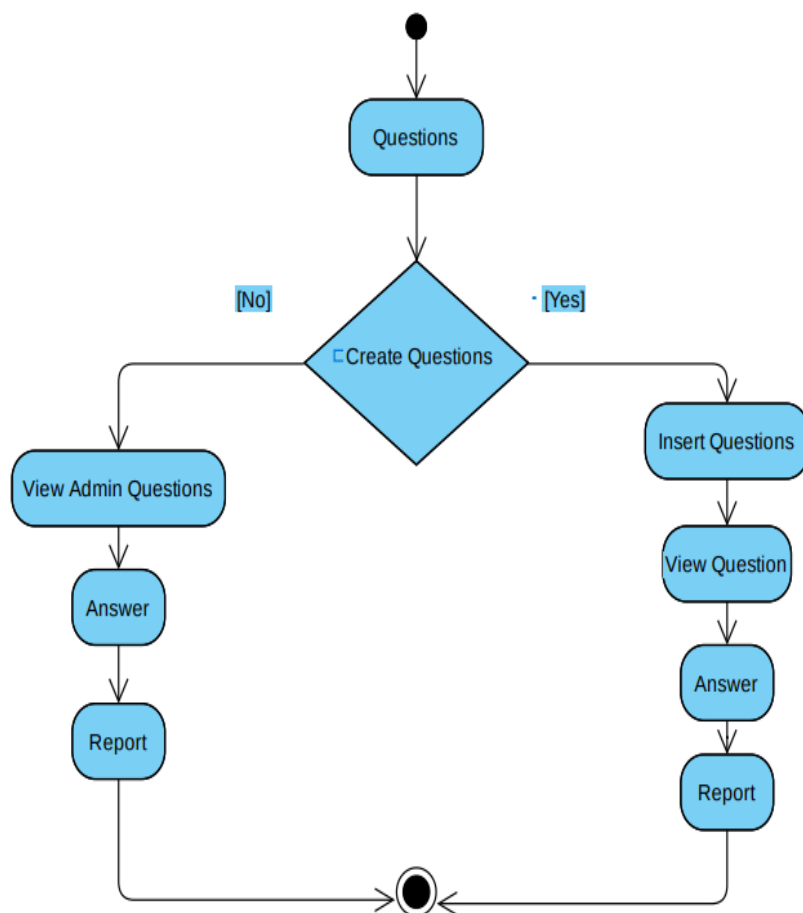 Questions
[No]
[Yes]
Create Questions
View Admin Questions
Insert Questions
View Question
Answer
Answer
Report
Report